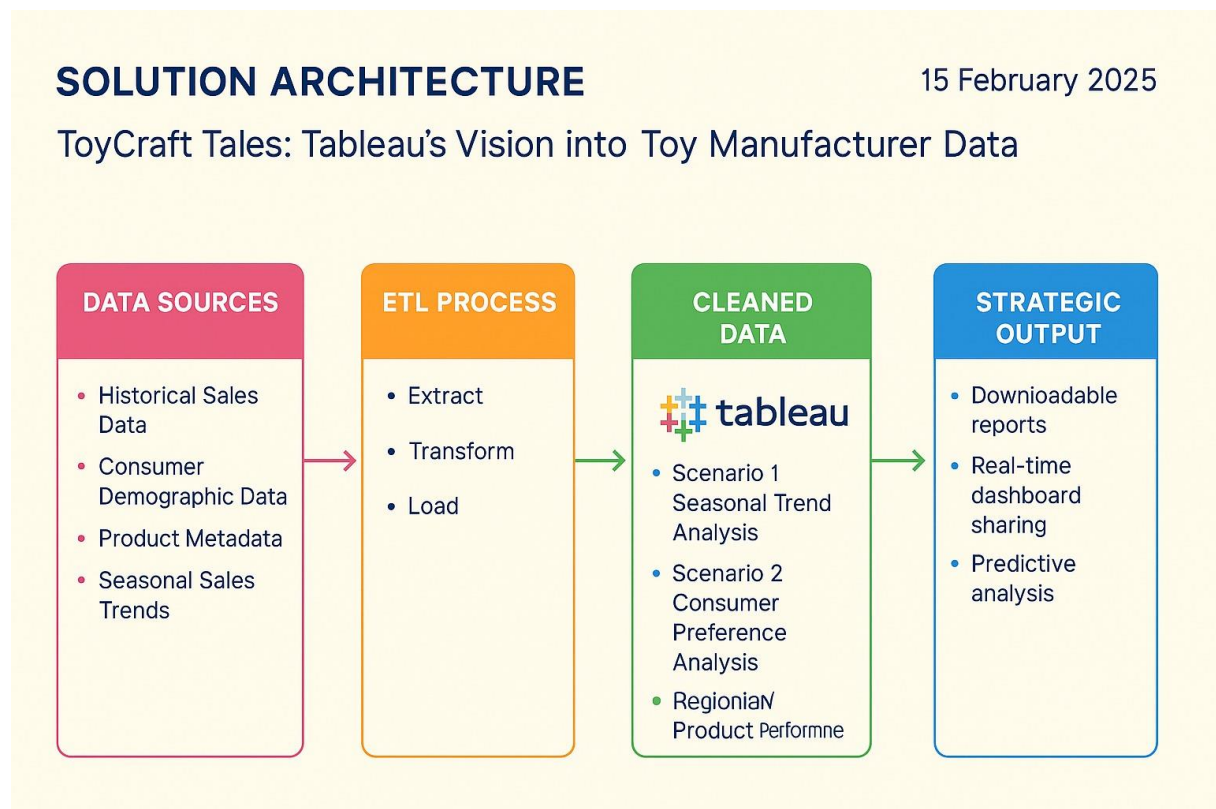 SOLUTION ARCHITECTURE
15 February 2025
ToyCraft Tales: Tableau's Vision into Toy Manufacturer Data
DATA SOURCES
• Historical Sales
Data
• Consumer
Demographic Data
• Product Metadata
• Seasonal Sales
Trends
ETL PROCESS
• Extract
• Transform
• Load
CLEANED
DATA
tableau
• Scenario 1
Seasonal Trend
Analysis
• Scenario 2
Consumer
Preference
Analysis
• RegioniaN
Product Performne
STRATEGIC
OUTPUT
• Downioadable
reports
• Real-time
dashboard
sharing
• Predictive
analysis